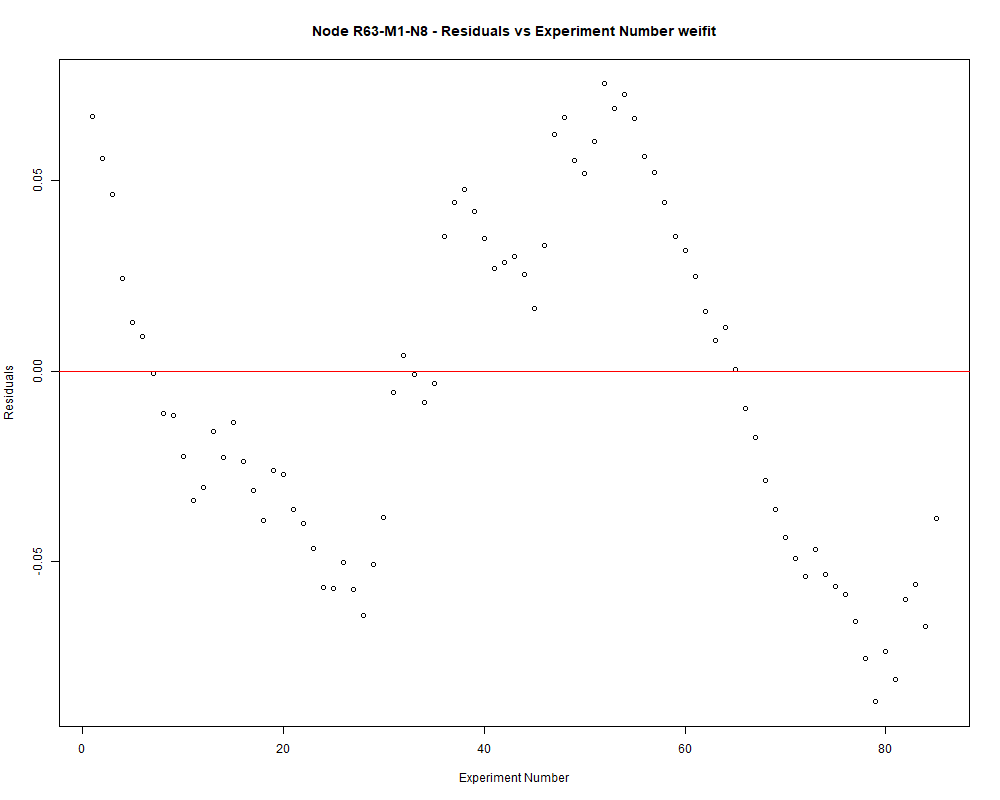 Node R63-M1-N8 - Residuals vs Experiment Number weifit
Residuals
0.05
0.00
-0.05
0 20 40 60 80
Experiment Number